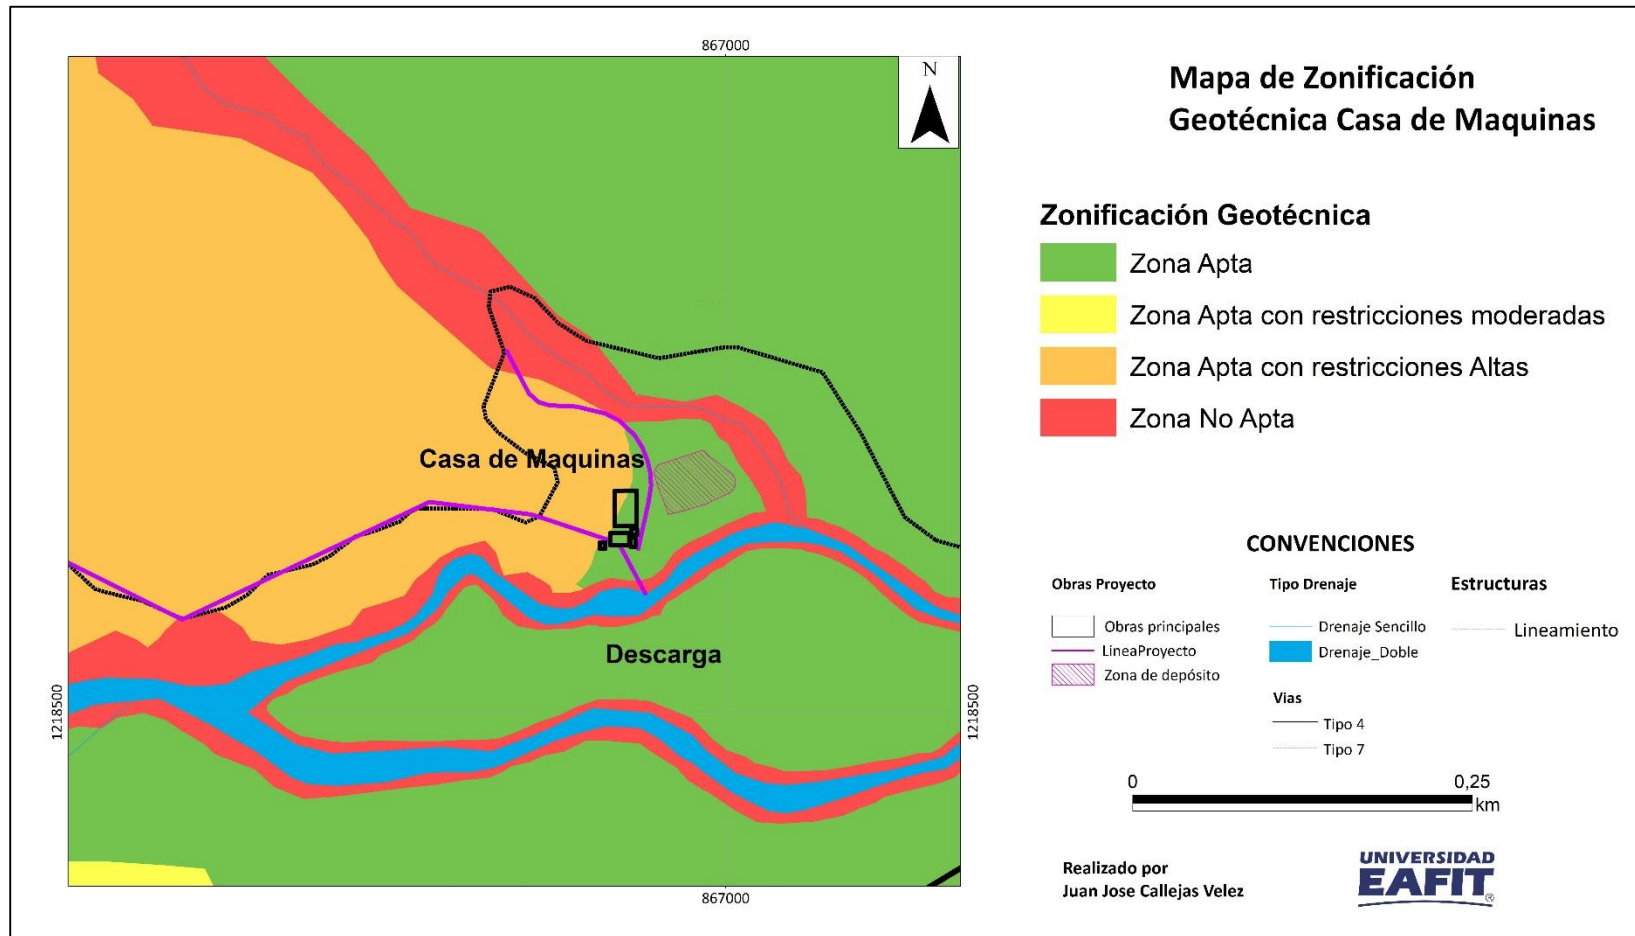 867000
N
1218500
1218500
867000
Casa de Maquinas
Descarga
Mapa de Zonificación
Geotécnica Casa de Maquinas
Zonificación Geotécnica
Zona Apta
Zona Apta con restricciones moderadas
Zona Apta con restricciones Altas
Zona No Apta
CONVENCIONES
Obras Proyecto
Obras principales
LineaProyecto
Zona de depósito
Tipo Drenaje
Drenaje Sencillo
Drenaje_Doble
Vias
Tipo 4
Tipo 7
Estructuras
Lineamiento
0 0,25
km
Realizado por
Juan Jose Callejas Velez
UNIVERSIDAD
EAFIT®